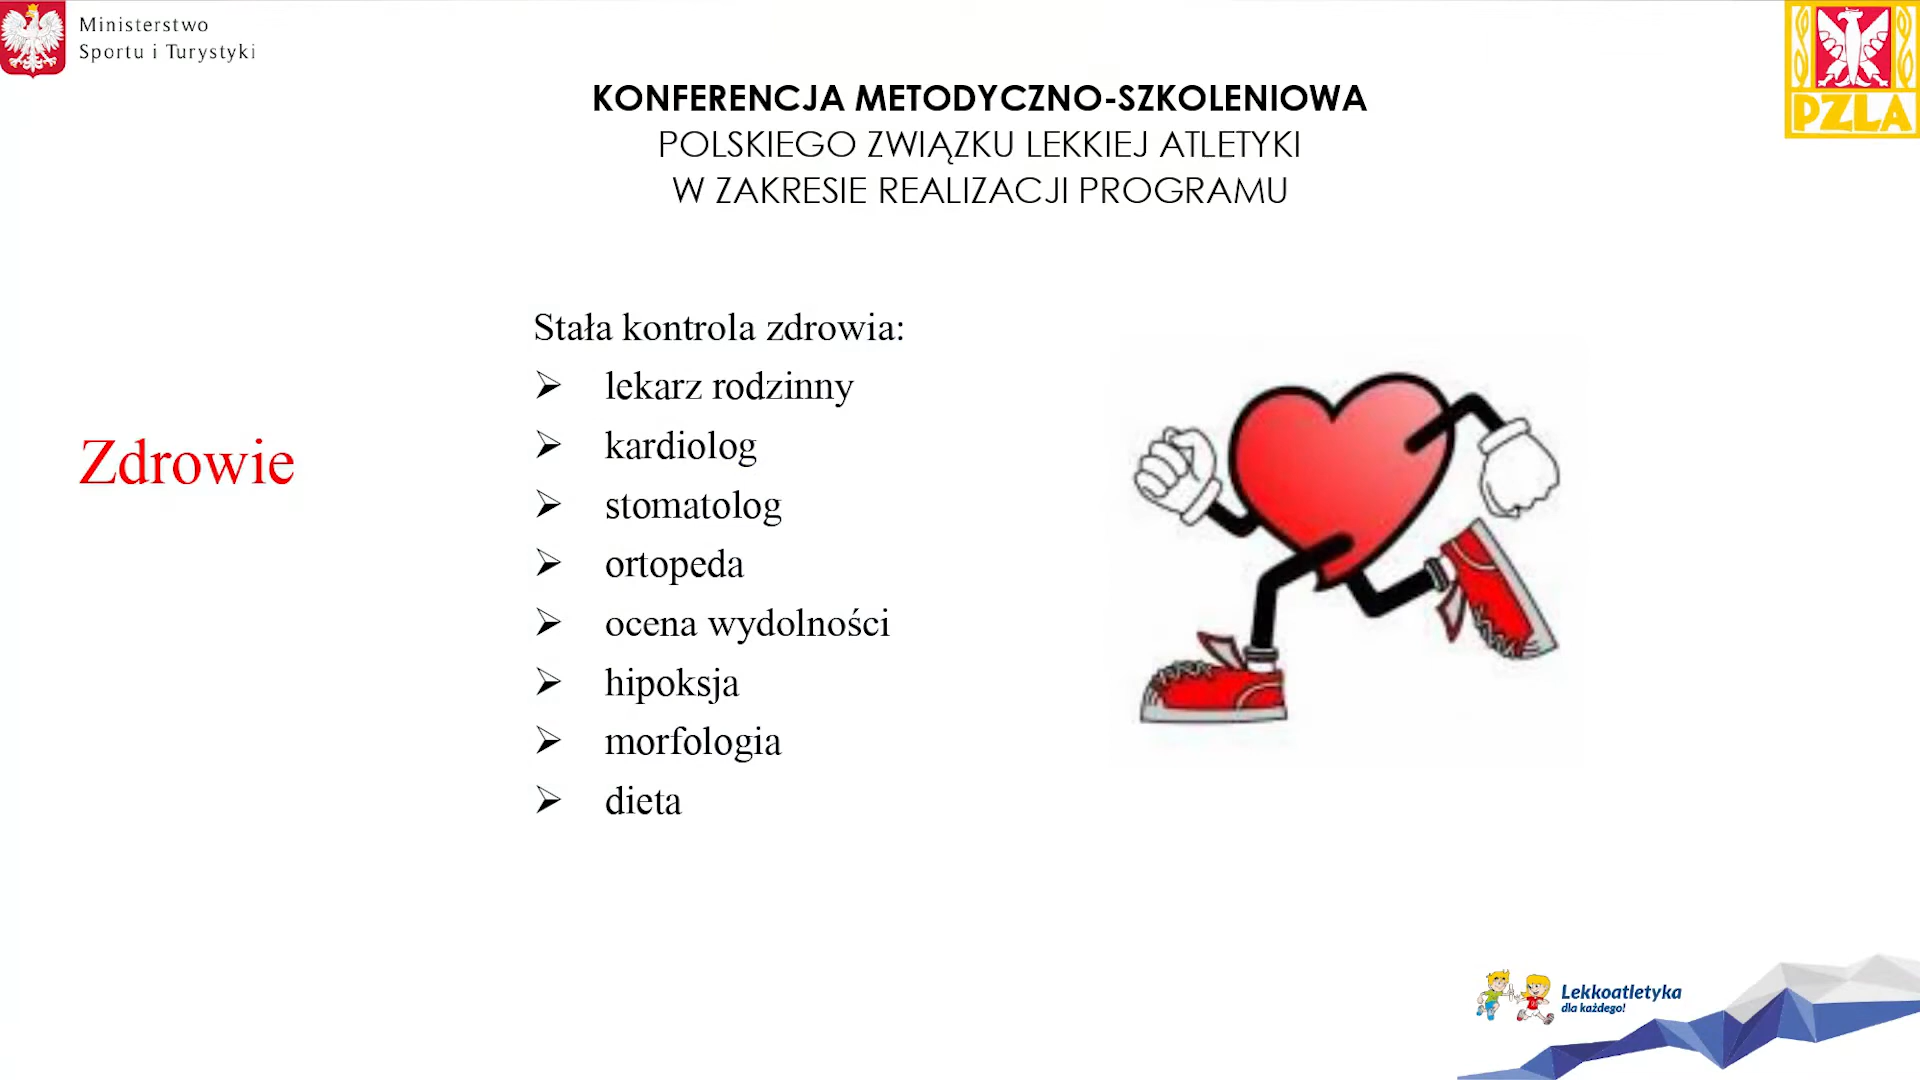 Ministerstwo
Sportu i Turystyki
PZLA
KONFERENCJA METODYCZNO-SZKOLENIOWA
POLSKIEGO ZWIĄZKU LEKKIEJ ATLETYKI
W ZAKRESIE REALIZACJI PROGRAMU
Zdrowie
Stała kontrola zdrowia:
lekarz rodzinny
kardiolog
stomatolog
ortopeda
ocena wydolności
hipoksja
morfologia
dieta
Lekkoatletyka
dla każdego!